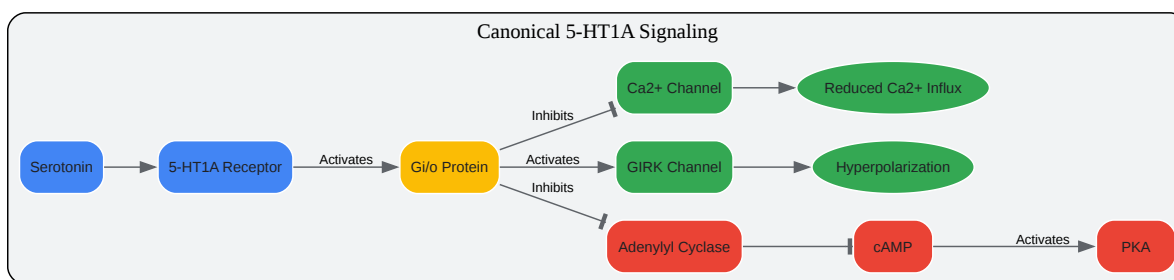 Canonical 5-HT1A Signaling
Ca2+ Channel
Reduced Ca2+ Influx
Inhibits
Serotonin
5-HT1A Receptor
Activates
Gi/o Protein
Activates
GIRK Channel
Hyperpolarization
Inhibits
Adenylyl Cyclase
cAMP
Activates
PKA